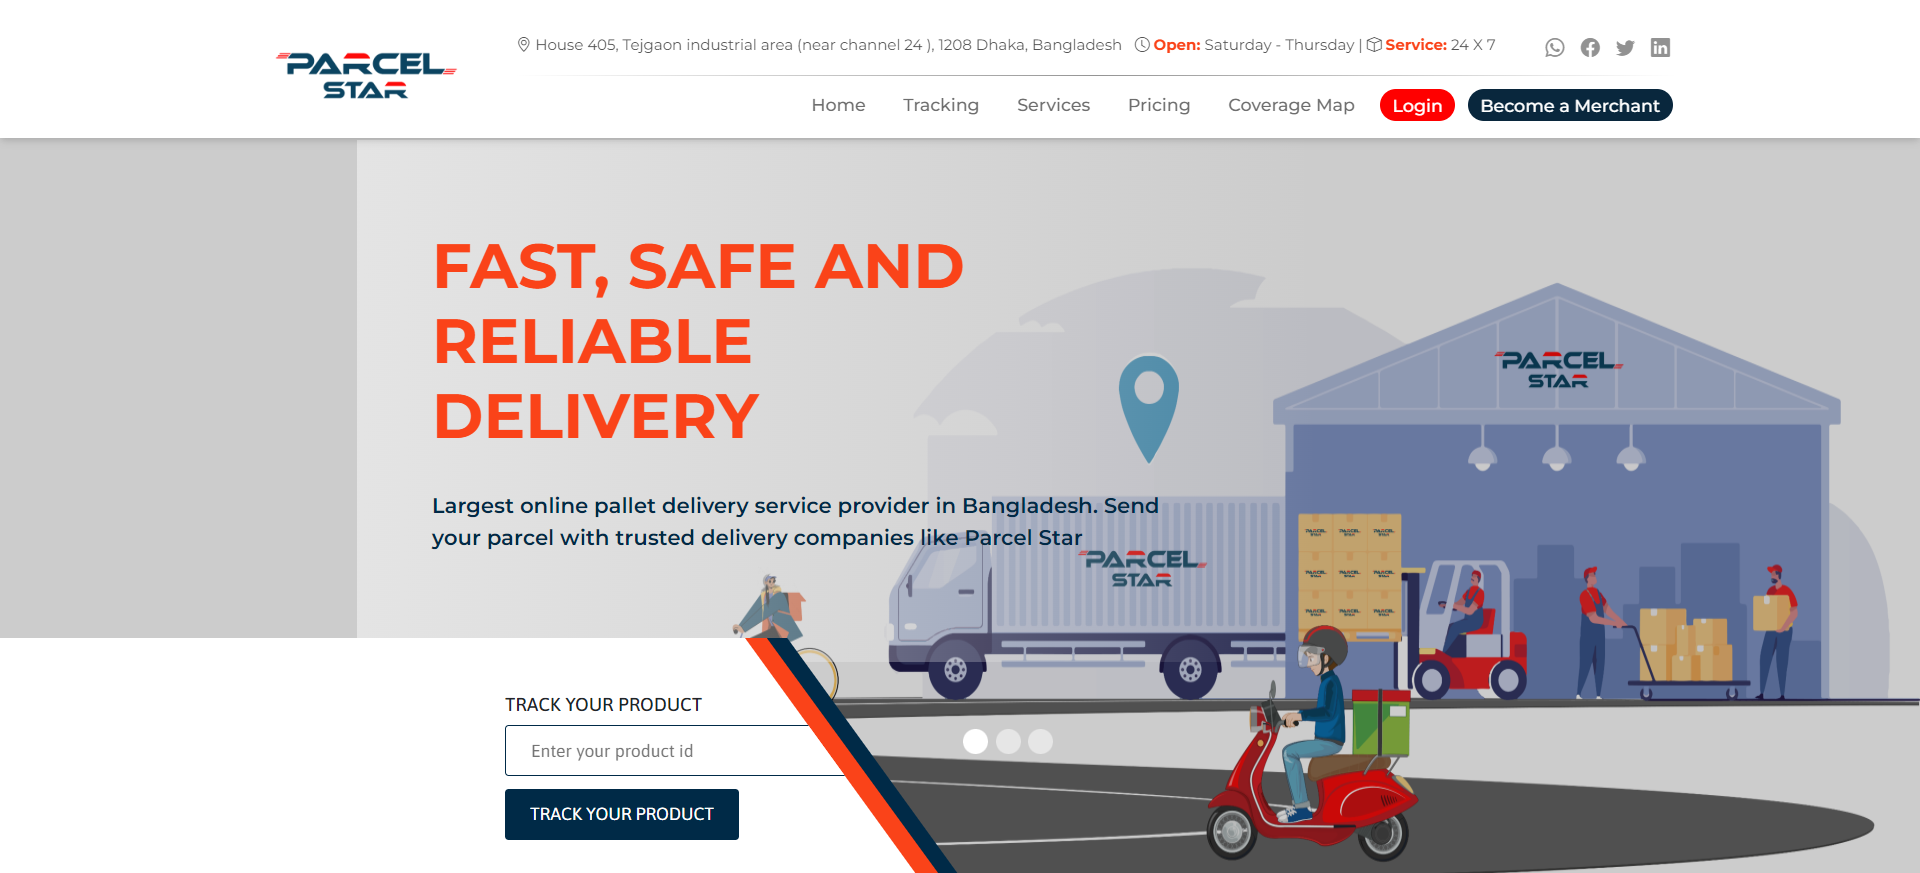 PARCEL
STAR
House 405, Tejgaon industrial area (near channel 24 ), 1208 Dhaka, Bangladesh Open: Saturday - Thursday | Service: 24 X 7
Home Tracking Services Pricing Coverage Map Login Become a Merchant
FAST, SAFE AND
RELIABLE
DELIVERY
Largest online pallet delivery service provider in Bangladesh. Send
your parcel with trusted delivery companies like Parcel Star
PARCEL
STAR
PARCEL
STAR
TRACK YOUR PRODUCT
Enter your product id
TRACK YOUR PRODUCT